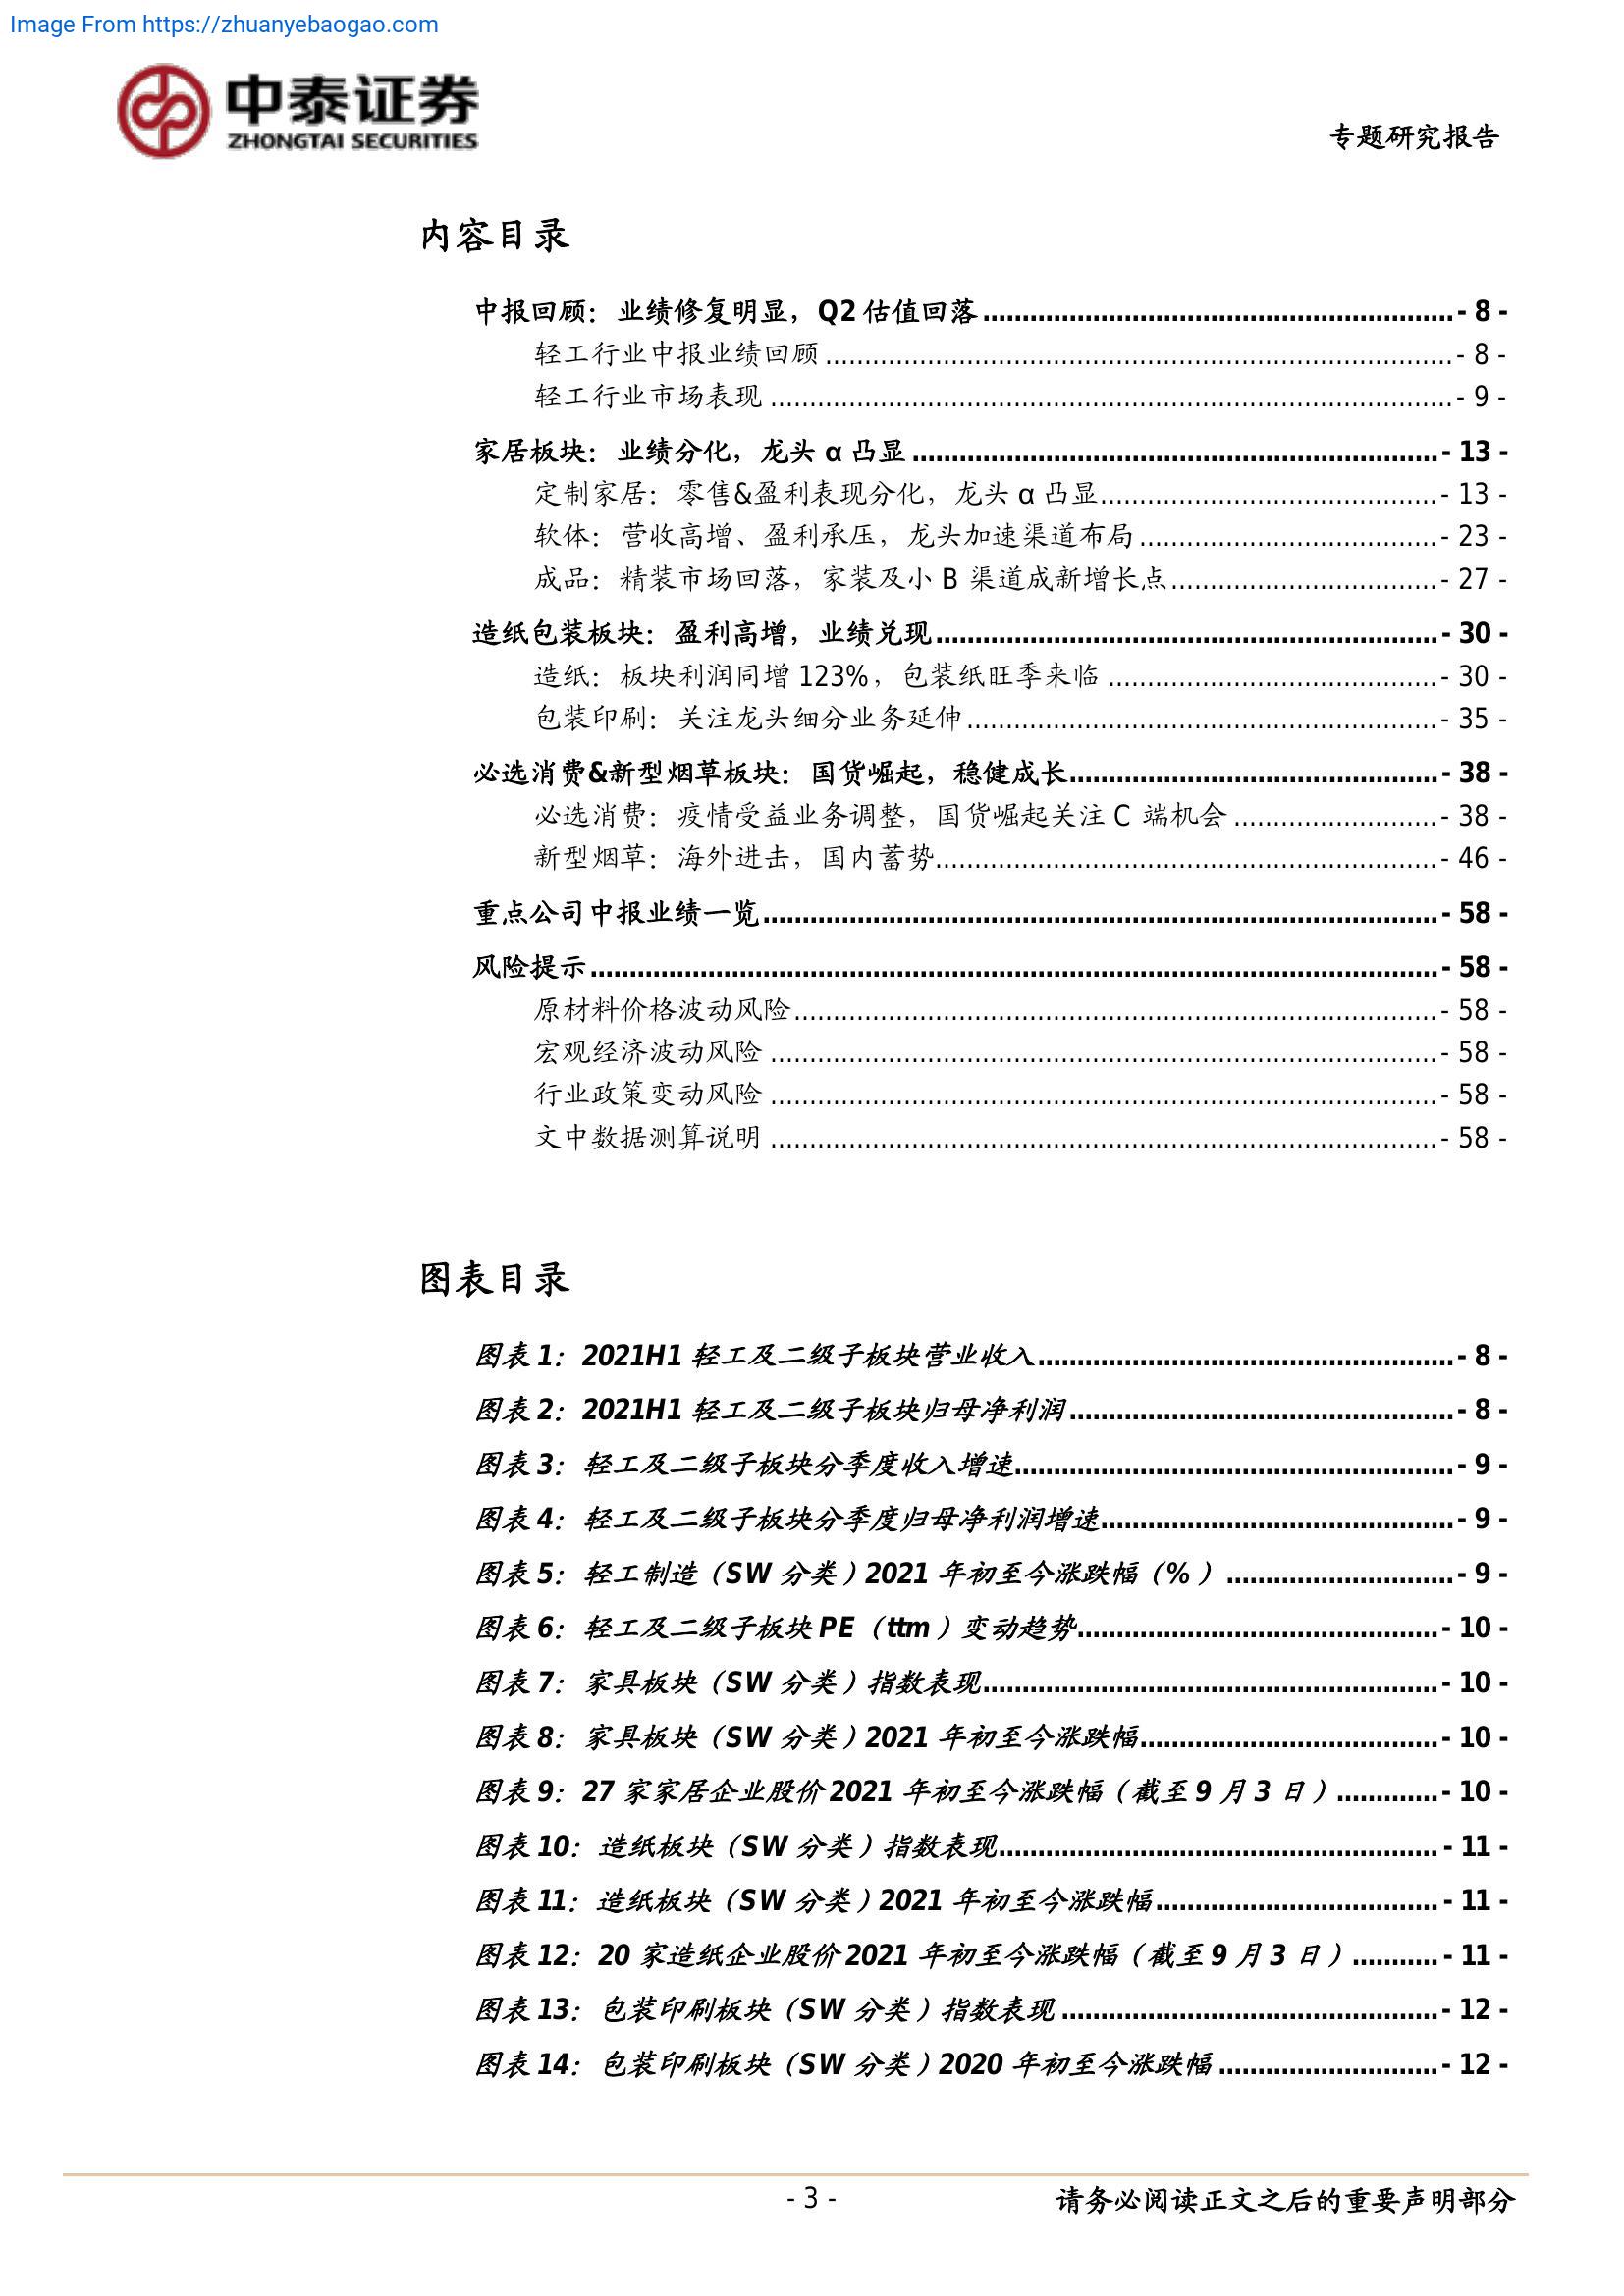 Image From https://zhuanyebaogao.com
中泰证券
ZHONGTAI SECURITIES
专题研究报告
内容目录
中报回顾：业绩修复明显，Q2 估值回落............................................................- 8 -
轻工行业中报业绩回顾................................................................................- 8 -
轻工行业市场表现.......................................................................................- 9 -
家居板块：业绩分化，龙头 α 凸显...................................................................- 13 -
定制家居：零售&盈利表现分化，龙头 α 凸显...........................................- 13 -
软体：营收高增、盈利承压，龙头加速渠道布局......................................- 23 -
成品：精装市场回落，家装及小 B 渠道成新增长点..................................- 27 -
造纸包装板块：盈利高增，业绩兑现................................................................- 30 -
造纸：板块利润同增 123%，包装纸旺季来临..........................................- 30 -
包装印刷：关注龙头细分业务延伸............................................................- 35 -
必选消费&新型烟草板块：国货崛起，稳健成长...............................................- 38 -
必选消费：疫情受益业务调整，国货崛起关注 C 端机会..........................- 38 -
新型烟草：海外进击，国内蓄势................................................................- 46 -
重点公司中报业绩一览......................................................................................- 58 -
风险提示............................................................................................................- 58 -
原材料价格波动风险..................................................................................- 58 -
宏观经济波动风险.....................................................................................- 58 -
行业政策变动风险.....................................................................................- 58 -
文中数据测算说明.....................................................................................- 58 -
图表目录
图表 1：2021H1 轻工及二级子板块营业收入.....................................................- 8 -
图表 2：2021H1 轻工及二级子板块归母净利润.................................................- 8 -
图表 3：轻工及二级子板块分季度收入增速........................................................- 9 -
图表 4：轻工及二级子板块分季度归母净利润增速.............................................- 9 -
图表 5：轻工制造（SW 分类）2021 年初至今涨跌幅（%）.............................- 9 -
图表 6：轻工及二级子板块 PE（ttm）变动趋势..............................................- 10 -
图表 7：家具板块（SW 分类）指数表现..........................................................- 10 -
图表 8：家具板块（SW 分类）2021 年初至今涨跌幅......................................- 10 -
图表 9：27 家家居企业股价 2021 年初至今涨跌幅（截至 9 月 3 日）.............- 10 -
图表 10：造纸板块（SW 分类）指数表现........................................................- 11 -
图表 11：造纸板块（SW 分类）2021 年初至今涨跌幅....................................- 11 -
图表 12：20 家造纸企业股价 2021 年初至今涨跌幅（截至 9 月 3 日）...........- 11 -
图表 13：包装印刷板块（SW 分类）指数表现................................................- 12 -
图表 14：包装印刷板块（SW 分类）2020 年初至今涨跌幅............................- 12 -
- 3 -
请务必阅读正文之后的重要声明部分